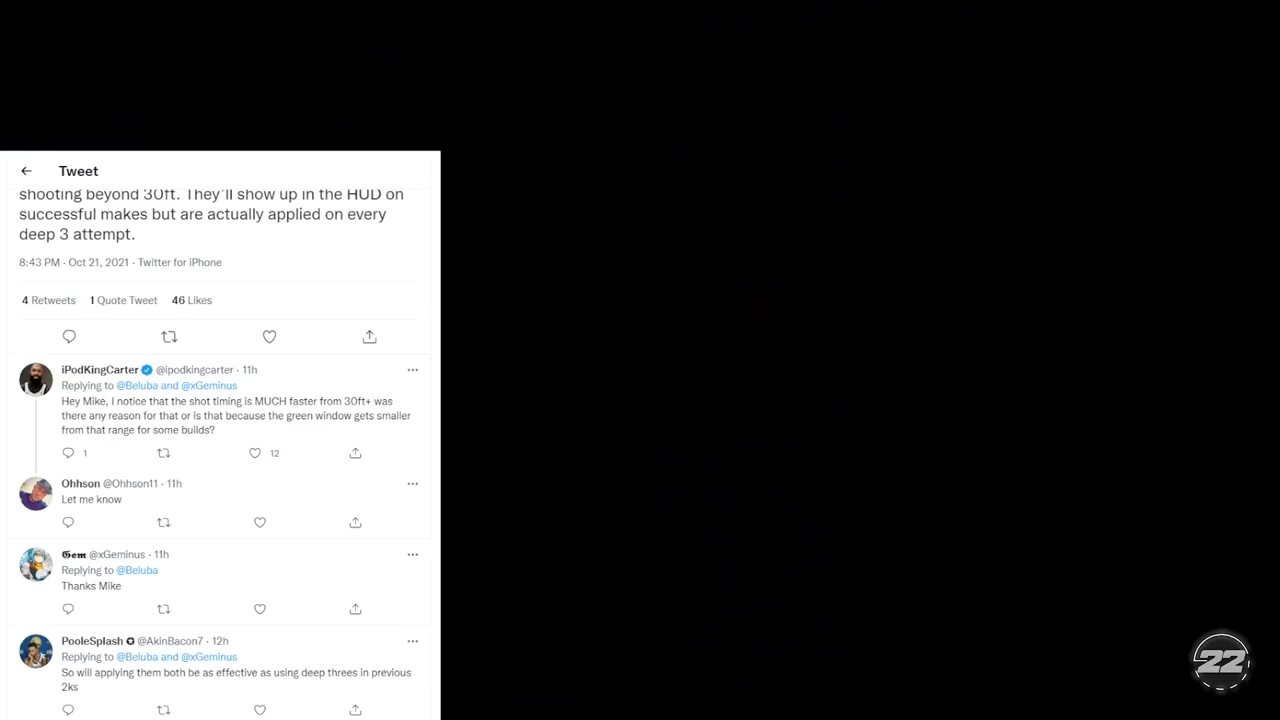 Tweet
shooting beyond 30ft. They'll show up in the HUD on
successful makes but are actually applied on every
deep 3 attempt.
8:43 PM · Oct 21, 2021 · Twitter for iPhone
4 Retweets 1 Quote Tweet 46 Likes
iPodKingCarter @ipodkingcarter · 11h
Replying to @Beluba and @xGeminus
Hey Mike, I notice that the shot timing is MUCH faster from 30ft+ was
there any reason for that or is that because the green window gets smaller
from that range for some builds?
1 12
Ohhson @Ohhson11 · 11h
Let me know
𝕲𝖊𝖒 @xGeminus · 11h
Replying to @Beluba
Thanks Mike
PooleSplash ✪ @AkinBacon7 · 12h
Replying to @Beluba and @xGeminus
So will applying them both be as effective as using deep threes in previous
2ks
22